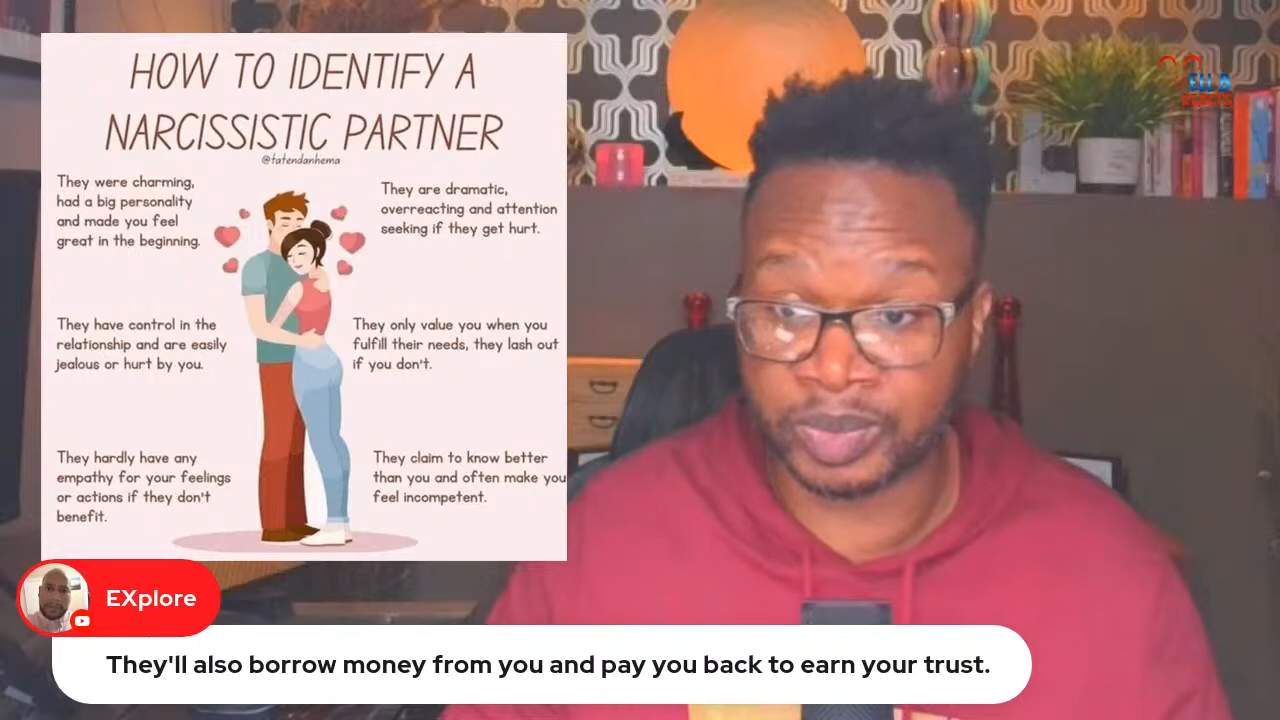 HOW TO IDENTIFY A
NARCISSISTIC PARTNER
@tatendanhema
They were charming,
had a big personality
and made you feel
great in the beginning.
They are dramatic,
overreacting and attention
seeking if they get hurt.
They have control in the
relationship and are easily
jealous or hurt by you.
They only value you when you
fulfill their needs, they lash out
if you don't.
They hardly have any
empathy for your feelings
or actions if they don't
benefit.
They claim to know better
than you and often make you
feel incompetent.
REACTS
EXplore
They'll also borrow money from you and pay you back to earn your trust.